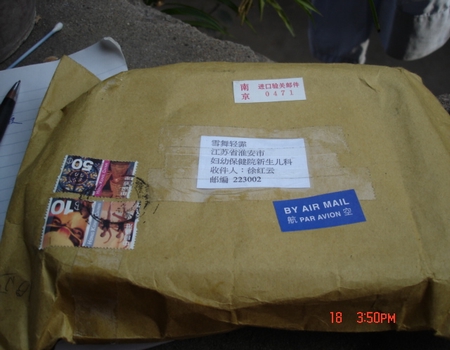 南京
进口验关邮件
0471
雪舞轻寒
江苏省淮安市
妇幼保健院新生儿科
收件人：徐红云
邮编 223002
BY AIR MAIL
航 PAR AVION 空
50
10
18 3:50PM